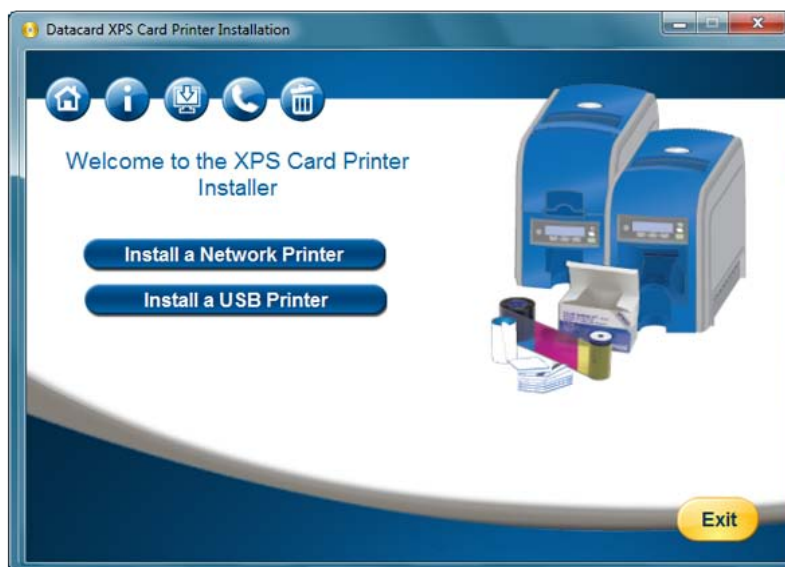 Datacard XPS Card Printer Installation
Welcome to the XPS Card Printer
Installer
Install a Network Printer
Install a USB Printer
Exit